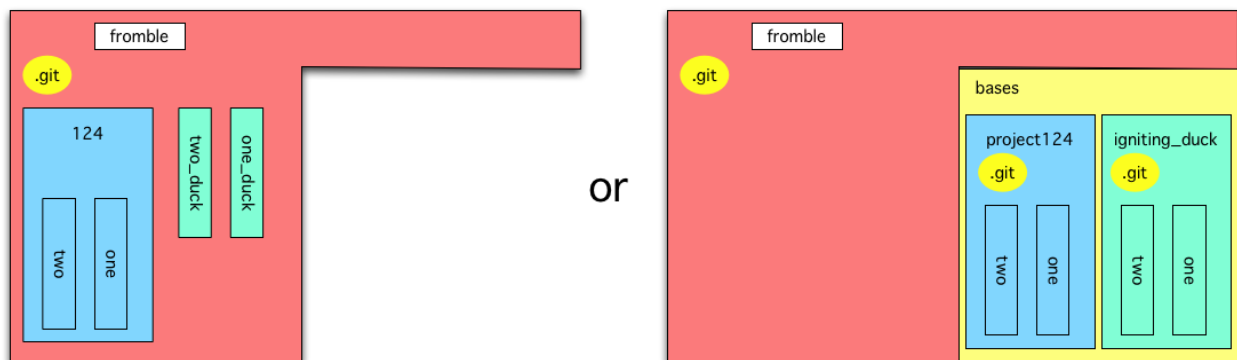 fromble
.git
124
two
one
two_duck
one_duck
or
fromble
.git
bases
project124
.git
two
one
igniting_duck
.git
two
one